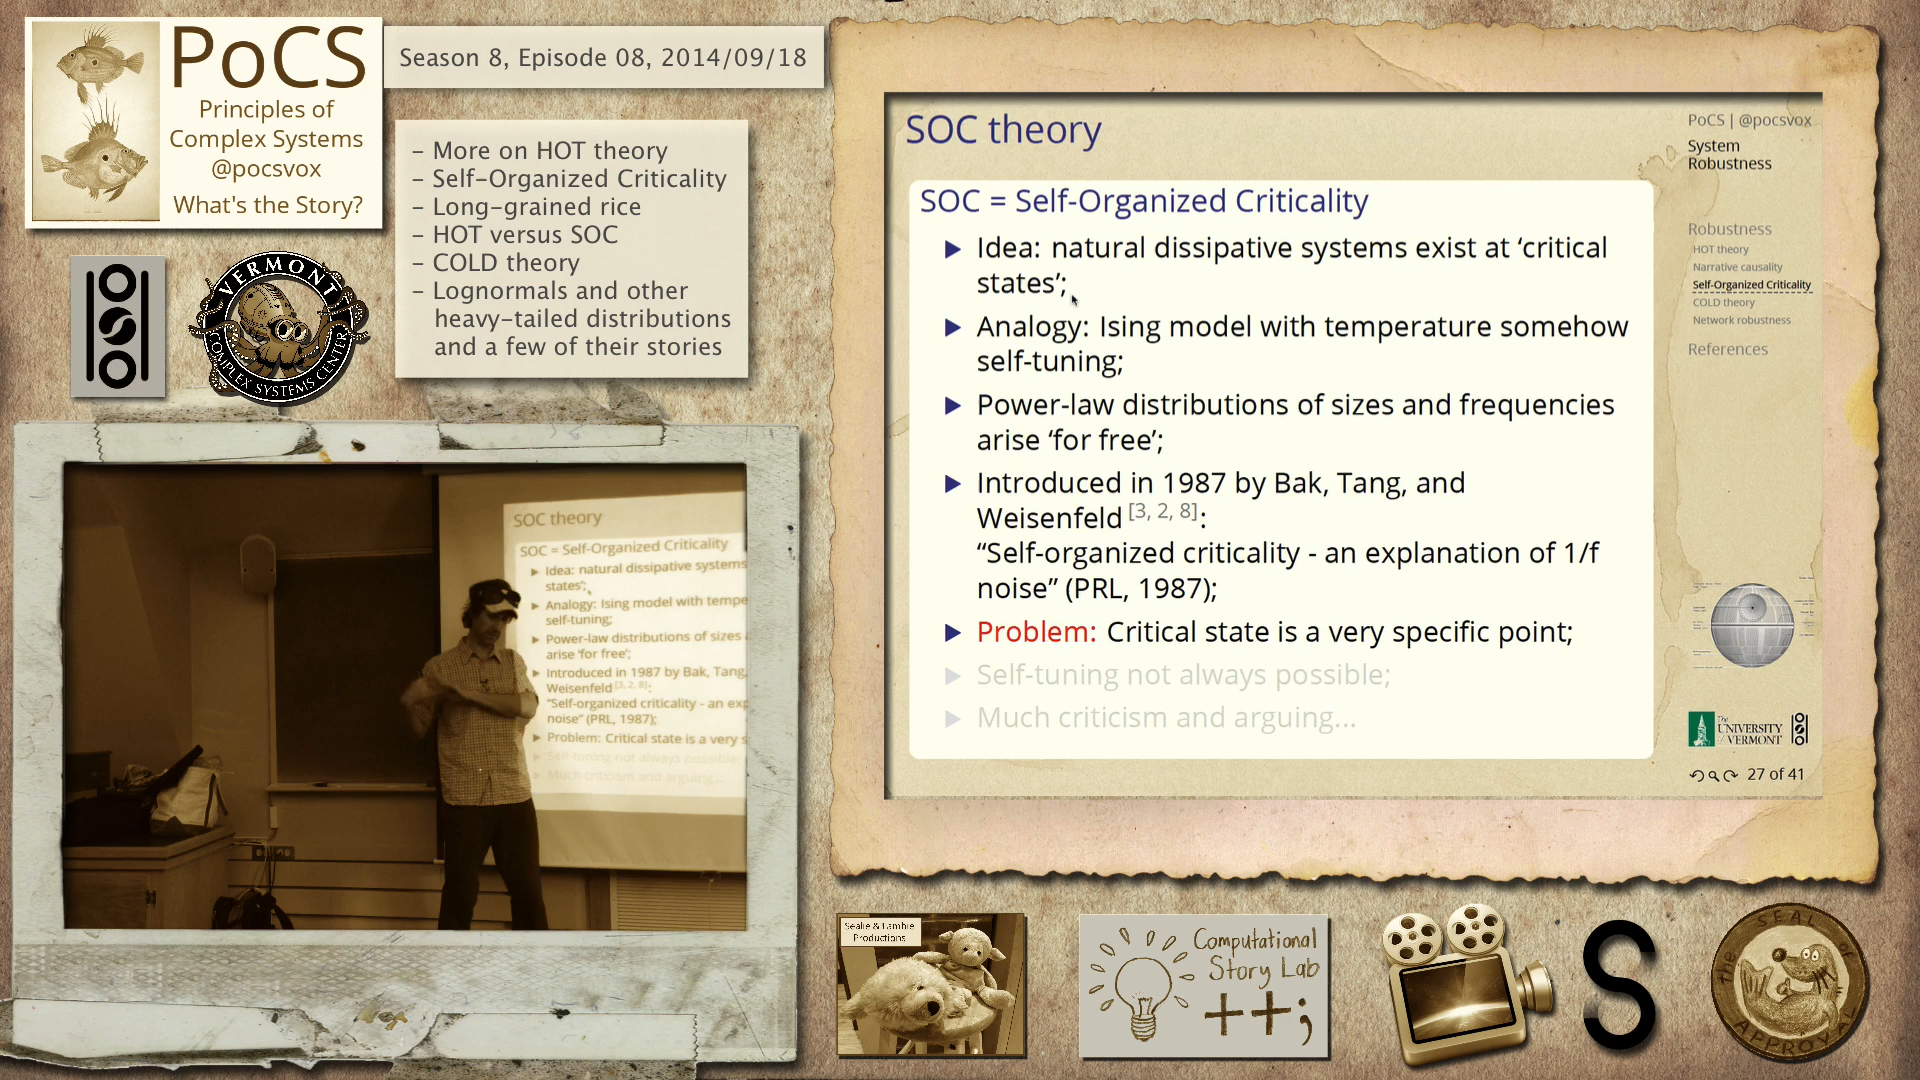 PoCS
Principles of
Complex Systems
@pocsvox
What's the Story?
Season 8, Episode 08, 2014/09/18
– More on HOT theory
– Self-Organized Criticality
– Long-grained rice
– HOT versus SOC
– COLD theory
– Lognormals and other
heavy-tailed distributions
and a few of their stories
VERMONT
COMPLEX SYSTEMS CENTER
SOC theory
SOC = Self-Organized Criticality
▶ Idea: natural dissipative systems exist at ‘critical
states’;
▶ Analogy: Ising model with temperature somehow
self-tuning;
▶ Power-law distributions of sizes and frequencies
arise ‘for free’;
▶ Introduced in 1987 by Bak, Tang, and
Weisenfeld [3, 2, 8]:
“Self-organized criticality - an explanation of 1/f
noise” (PRL, 1987);
▶ Problem: Critical state is a very specific point;
▶ Self-tuning not always possible;
▶ Much criticism and arguing...
PoCS | @pocsvox
System
Robustness
Robustness
HOT theory
Narrative causality
Self-Organized Criticality
COLD theory
Network robustness
References
The
UNIVERSITY
of VERMONT
27 of 41
SOC theory
SOC = Self-Organized Criticality
▶ Idea: natural dissipative systems
states’;
▶ Analogy: Ising model with tempe
self-tuning;
▶ Power-law distributions of sizes a
arise ‘for free’;
▶ Introduced in 1987 by Bak, Tang,
Weisenfeld [3, 2, 8]:
“Self-organized criticality - an exp
noise” (PRL, 1987);
▶ Problem: Critical state is a very s
▶ Self-tuning not always possible
▶ Much criticism and arguing...
Sealie & Lambie
Productions
Computational
Story Lab
++;
S
the SEAL OF
APPROVAL